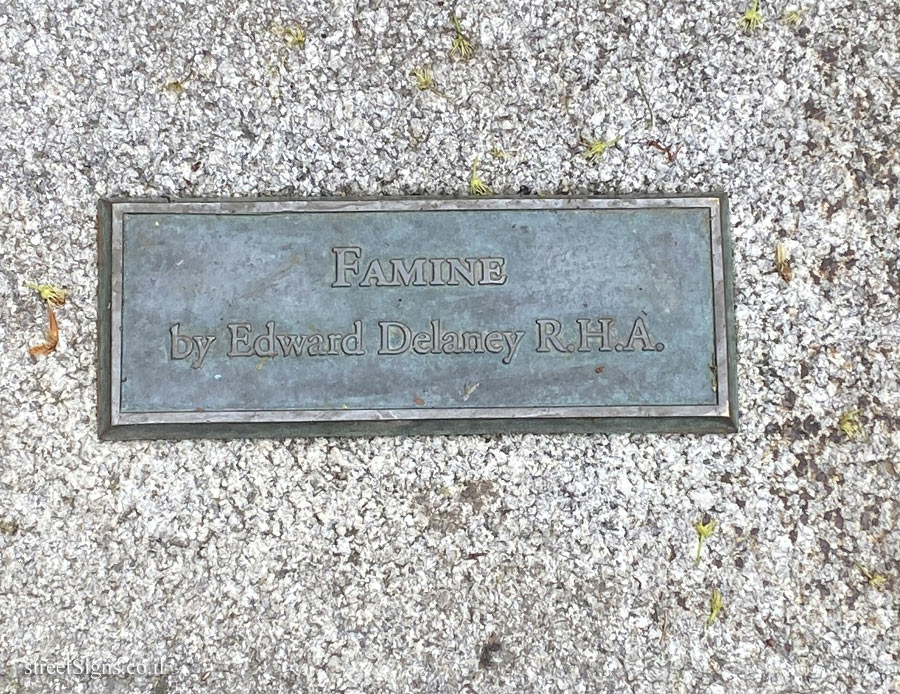 FAMINE
by Edward Delaney R.H.A.
streetsigns.co.il